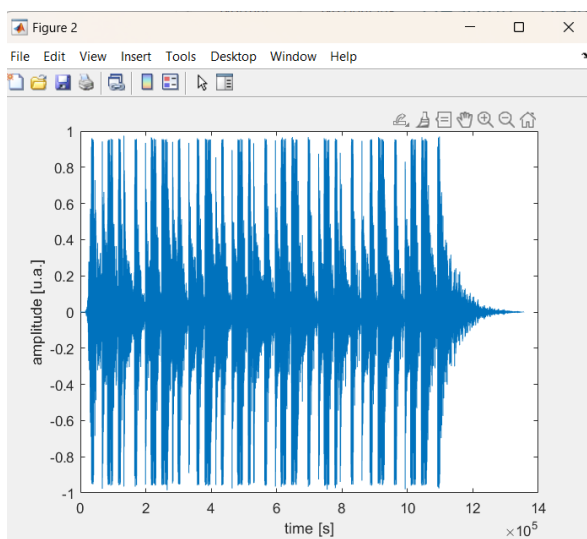 Figure 2
File Edit View Insert Tools Desktop Window Help
1
0.8
0.6
0.4
0.2
0
-0.2
-0.4
-0.6
-0.8
-1
amplitude [u.a.]
0 2 4 6 8 10 12 14
time [s]
×10⁵